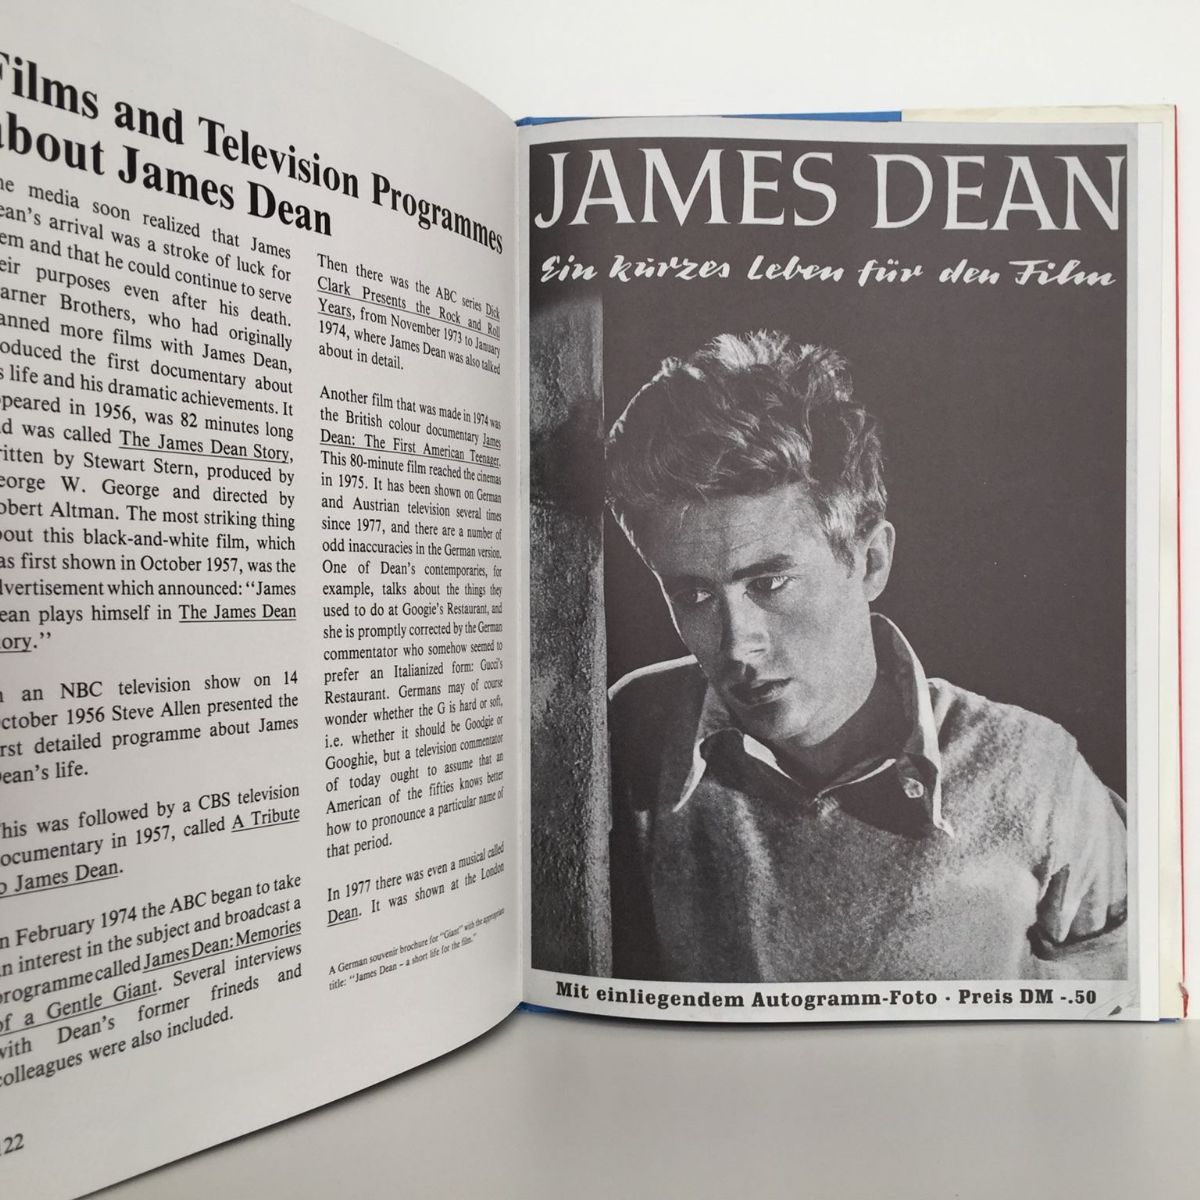 Films and Television Programmes
about James Dean
he media soon realized that James
ean's arrival was a stroke of luck for
em and that he could continue to serve
eir purposes even after his death.
arner Brothers, who had originally
anned more films with James Dean,
oduced the first documentary about
s life and his dramatic achievements. It
peared in 1956, was 82 minutes long
d was called The James Dean Story,
ritten by Stewart Stern, produced by
eorge W. George and directed by
obert Altman. The most striking thing
bout this black-and-white film, which
as first shown in October 1957, was the
dvertisement which announced: "James
ean plays himself in The James Dean
ory."
n an NBC television show on 14
ctober 1956 Steve Allen presented the
rst detailed programme about James
ean's life.
his was followed by a CBS television
ocumentary in 1957, called A Tribute
o James Dean.
n February 1974 the ABC began to take
n interest in the subject and broadcast a
rogramme called James Dean: Memories
of a Gentle Giant. Several interviews
with Dean's former frineds and
colleagues were also included.
122
Then there was the ABC series Dick
Clark Presents the Rock and Roll
Years, from November 1973 to January
1974, where James Dean was also talked
about in detail.
Another film that was made in 1974 was
the British colour documentary James
Dean: The First American Teenager.
This 80-minute film reached the cinemas
in 1975. It has been shown on German
and Austrian television several times
since 1977, and there are a number of
odd inaccuracies in the German version.
One of Dean's contemporaries, for
example, talks about the things they
used to do at Googie's Restaurant, and
she is promptly corrected by the German
commentator who somehow seemed to
prefer an Italianized form: Gucci's
Restaurant. Germans may of course
wonder whether the G is hard or soft,
i.e. whether it should be Goodgie or
Googhie, but a television commentator
of today ought to assume that an
American of the fifties knows better
how to pronounce a particular name of
that period.
In 1977 there was even a musical called
Dean. It was shown at the London
A German souvenir brochure for "Giant" with the appropriate
title: "James Dean – a short life for the film."
JAMES DEAN
Ein kurzes Leben für den Film
Mit einliegendem Autogramm-Foto · Preis DM -.50